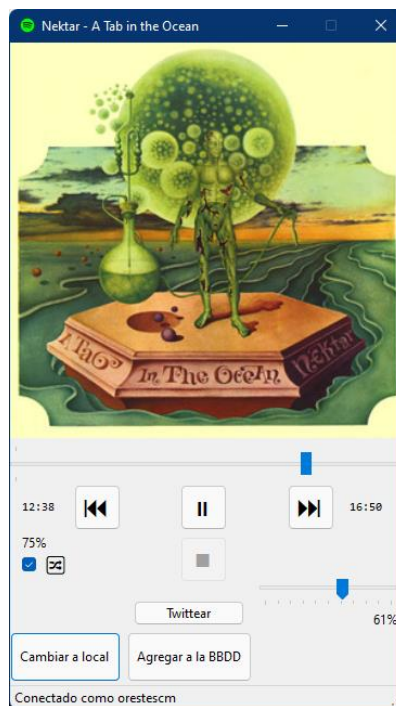 Nektar - A Tab in the Ocean
A Tab In The Ocean Nektar
12:38
16:50
75%
61%
Twittear
Cambiar a local
Agregar a la BBDD
Conectado como orestescm